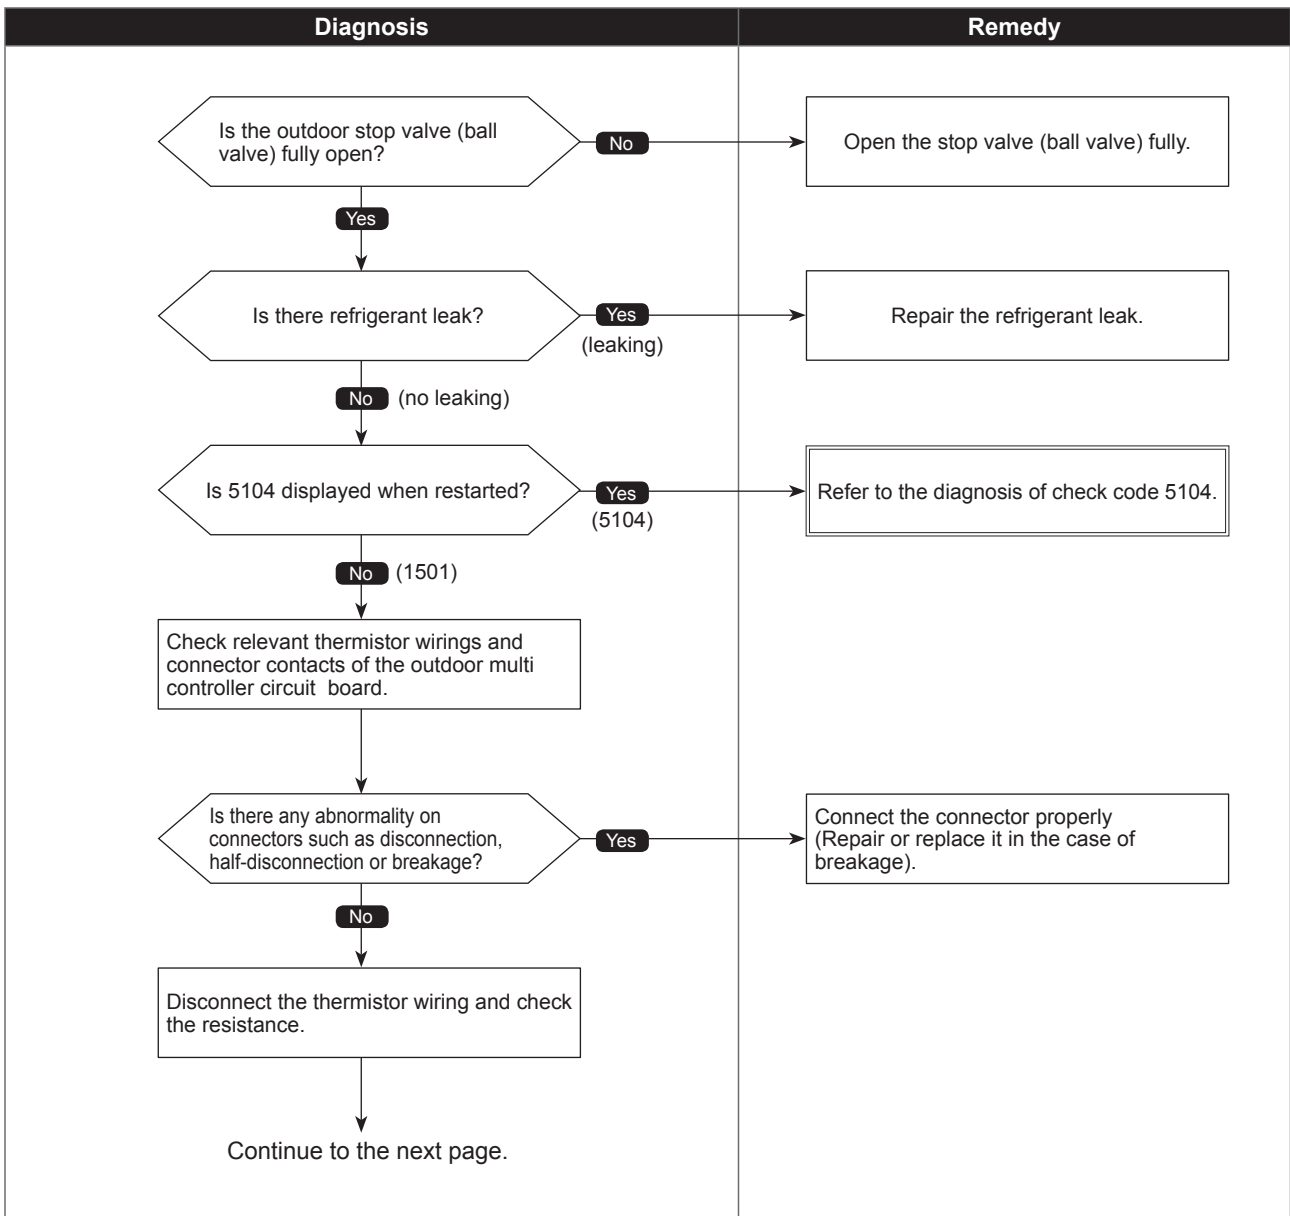 Diagnosis
Remedy
Is the outdoor stop valve (ball
valve) fully open?
No
Open the stop valve (ball valve) fully.
Yes
Is there refrigerant leak?
Yes
(leaking)
Repair the refrigerant leak.
No (no leaking)
Is 5104 displayed when restarted?
Yes
(5104)
Refer to the diagnosis of check code 5104.
No (1501)
Check relevant thermistor wirings and
connector contacts of the outdoor multi
controller circuit board.
Is there any abnormality on
connectors such as disconnection,
half-disconnection or breakage?
Yes
Connect the connector properly
(Repair or replace it in the case of
breakage).
No
Disconnect the thermistor wiring and check
the resistance.
Continue to the next page.